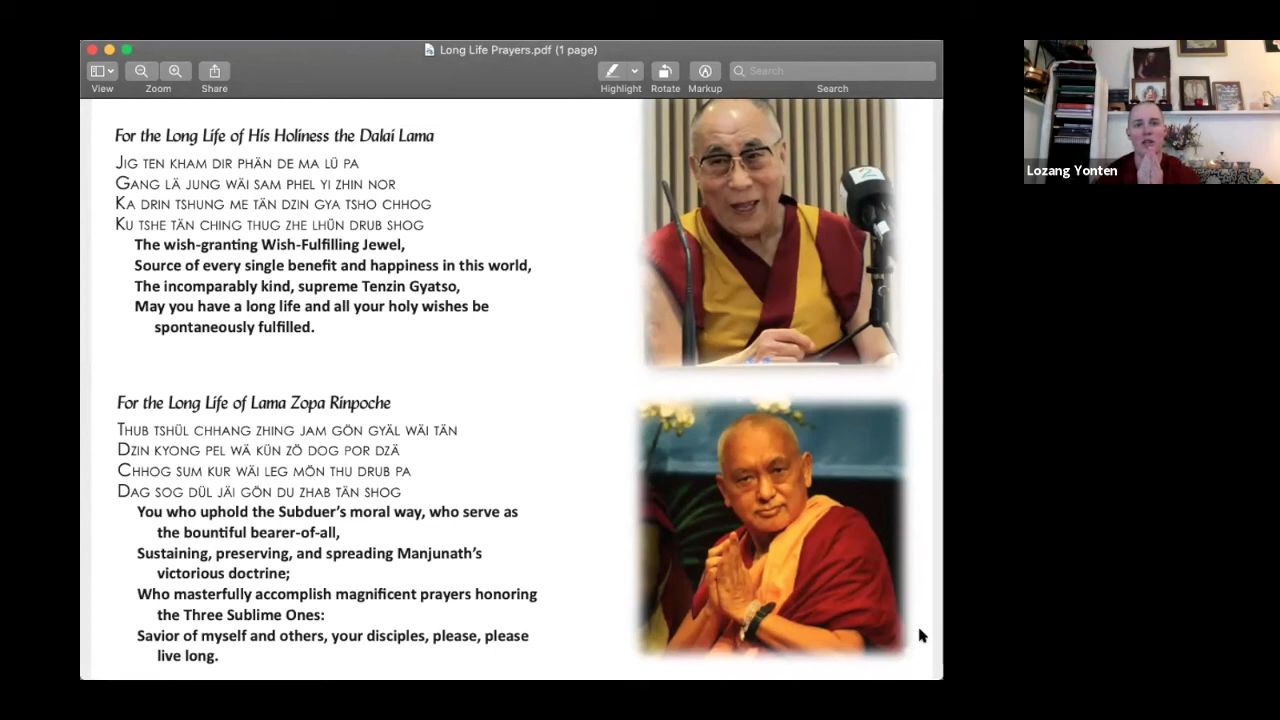 Long Life Prayers.pdf (1 page)
View
Zoom
Share
Highlight
Rotate
Markup
Search
Search
For the Long Life of His Holiness the Dalai Lama
JIG TEN KHAM DIR PHÄN DE MA LÜ PA
GANG LÄ JUNG WÄI SAM PHEL YI ZHIN NOR
KA DRIN TSHUNG ME TÄN DZIN GYA TSHO CHHOG
KU TSHE TÄN CHING THUG ZHE LHÜN DRUB SHOG
The wish-granting Wish-Fulfilling Jewel,
Source of every single benefit and happiness in this world,
The incomparably kind, supreme Tenzin Gyatso,
May you have a long life and all your holy wishes be
spontaneously fulfilled.
For the Long Life of Lama Zopa Rinpoche
THUB TSHÜL CHHANG ZHING JAM GÖN GYÄL WÄI TÄN
DZIN KYONG PEL WÄ KÜN ZÖ DOG POR DZÄ
CHHOG SUM KUR WÄI LEG MÖN THU DRUB PA
DAG SOG DÜL JÄI GÖN DU ZHAB TÄN SHOG
You who uphold the Subduer's moral way, who serve as
the bountiful bearer-of-all,
Sustaining, preserving, and spreading Manjunath's
victorious doctrine;
Who masterfully accomplish magnificent prayers honoring
the Three Sublime Ones:
Savior of myself and others, your disciples, please, please
live long.
Lozang Yonten